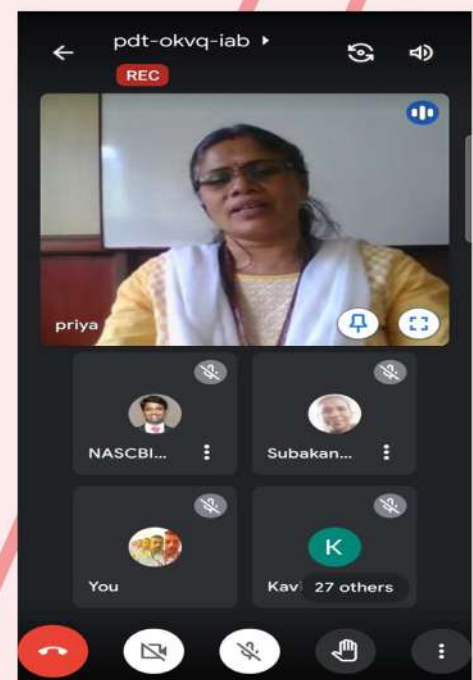 pdt-okvq-iab
REC
priya
NASCBI...
Subakan...
You
K
Kavi
27 others